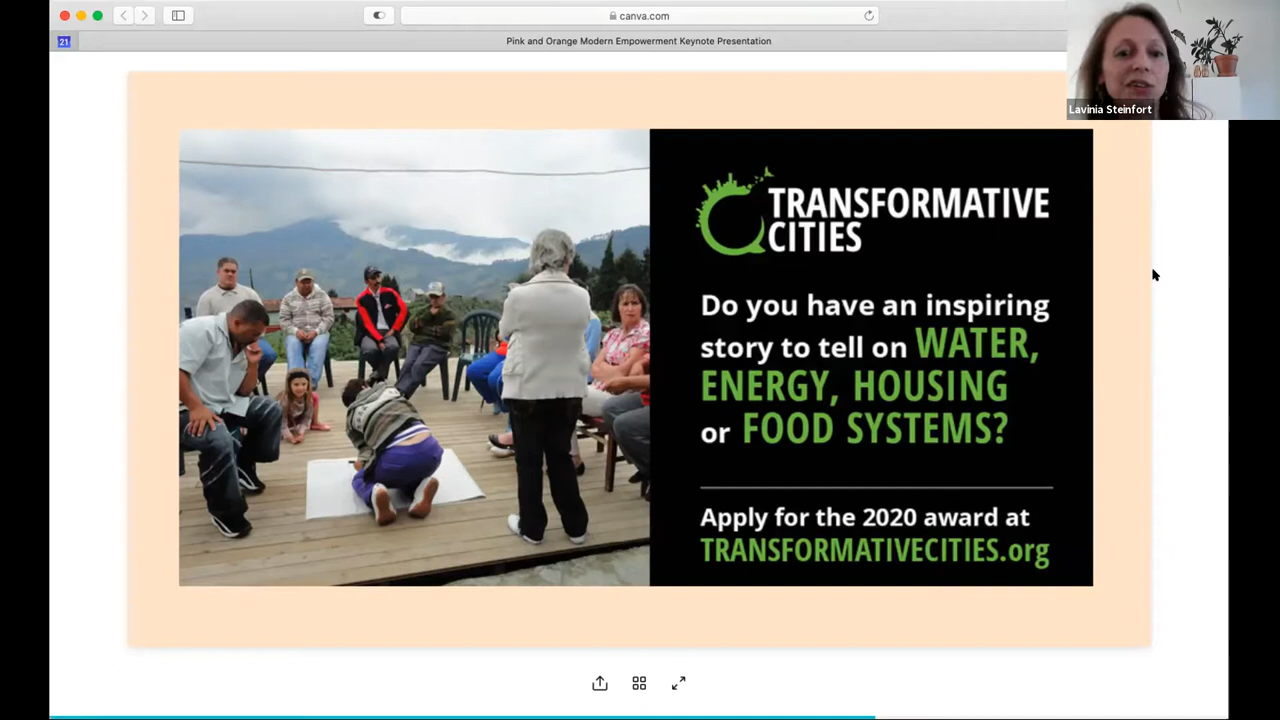 canva.com
21
Pink and Orange Modern Empowerment Keynote Presentation
Lavinia Steinfort
TRANSFORMATIVE
CITIES
Do you have an inspiring
story to tell on WATER,
ENERGY, HOUSING
or FOOD SYSTEMS?
Apply for the 2020 award at
TRANSFORMATIVECITIES.org